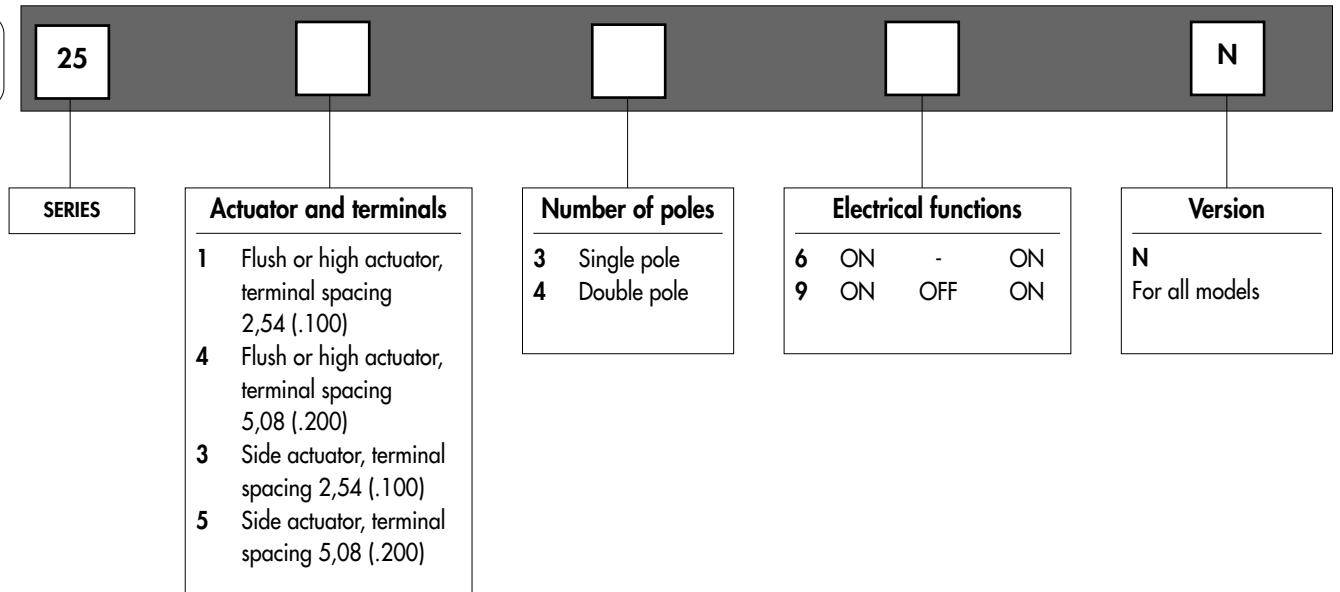 25
N
SERIES
Actuator and terminals
1 Flush or high actuator,
terminal spacing
2,54 (.100)
4 Flush or high actuator,
terminal spacing
5,08 (.200)
3 Side actuator, terminal
spacing 2,54 (.100)
5 Side actuator, terminal
spacing 5,08 (.200)
Number of poles
3 Single pole
4 Double pole
Electrical functions
6 ON - ON
9 ON OFF ON
Version
N
For all models